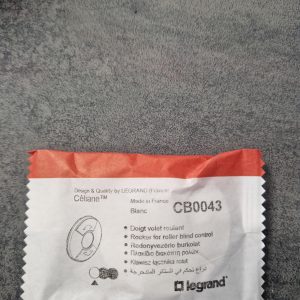 Design & Quality by LEGRAND (France)
Céliane™
Made in France
Blanc
CB0043
Doigt volet roulant
Rocker for roller blind control
Redőnyvezérlő burkolat
Πλακίδιο διακόπτη ρολών
Klawisz łącznika rolet
legrand